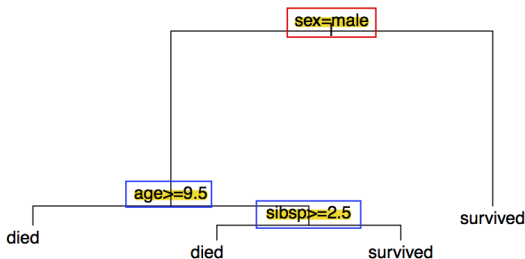 sex=male
age>=9.5
sibsp>=2.5
survived
died
died
survived